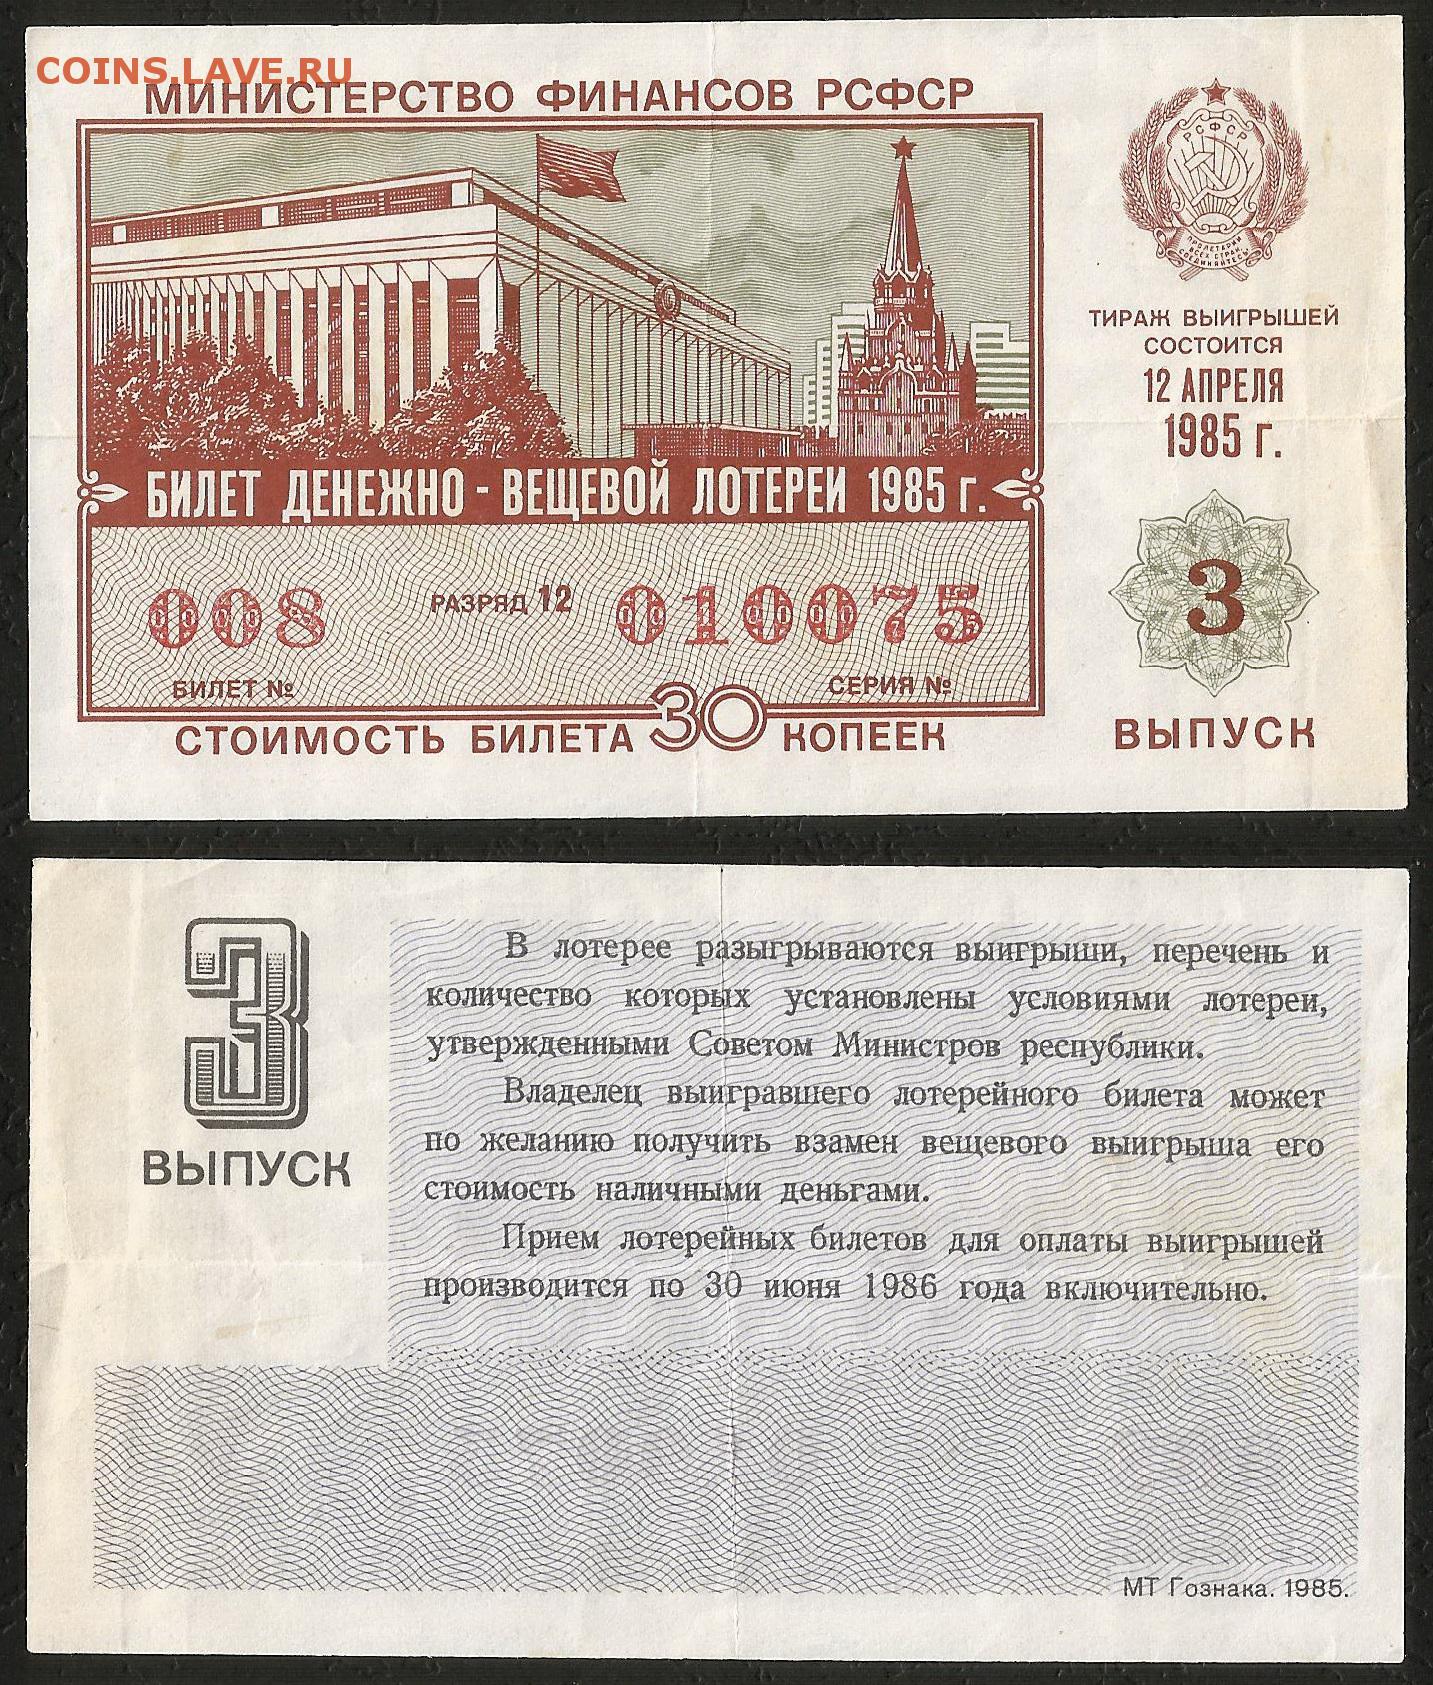 COINS.LAVE.RU
МИНИСТЕРСТВО ФИНАНСОВ РСФСР
РСФСР
ПРОЛЕТАРИИ
ВСЕХ СТРАН,
СОЕДИНЯЙТЕСЬ!
ТИРАЖ ВЫИГРЫШЕЙ
СОСТОИТСЯ
12 АПРЕЛЯ
1985 г.
БИЛЕТ ДЕНЕЖНО - ВЕЩЕВОЙ ЛОТЕРЕИ 1985 г.
008 РАЗРЯД 12 010075
БИЛЕТ № СЕРИЯ №
СТОИМОСТЬ БИЛЕТА 30 КОПЕЕК
3
ВЫПУСК
3
ВЫПУСК
В лотерее разыгрываются выигрыши, перечень и
количество которых установлены условиями лотереи,
утвержденными Советом Министров республики.
Владелец выигравшего лотерейного билета может
по желанию получить взамен вещевого выигрыша его
стоимость наличными деньгами.
Прием лотерейных билетов для оплаты выигрышей
производится по 30 июня 1986 года включительно.
МТ Гознака. 1985.